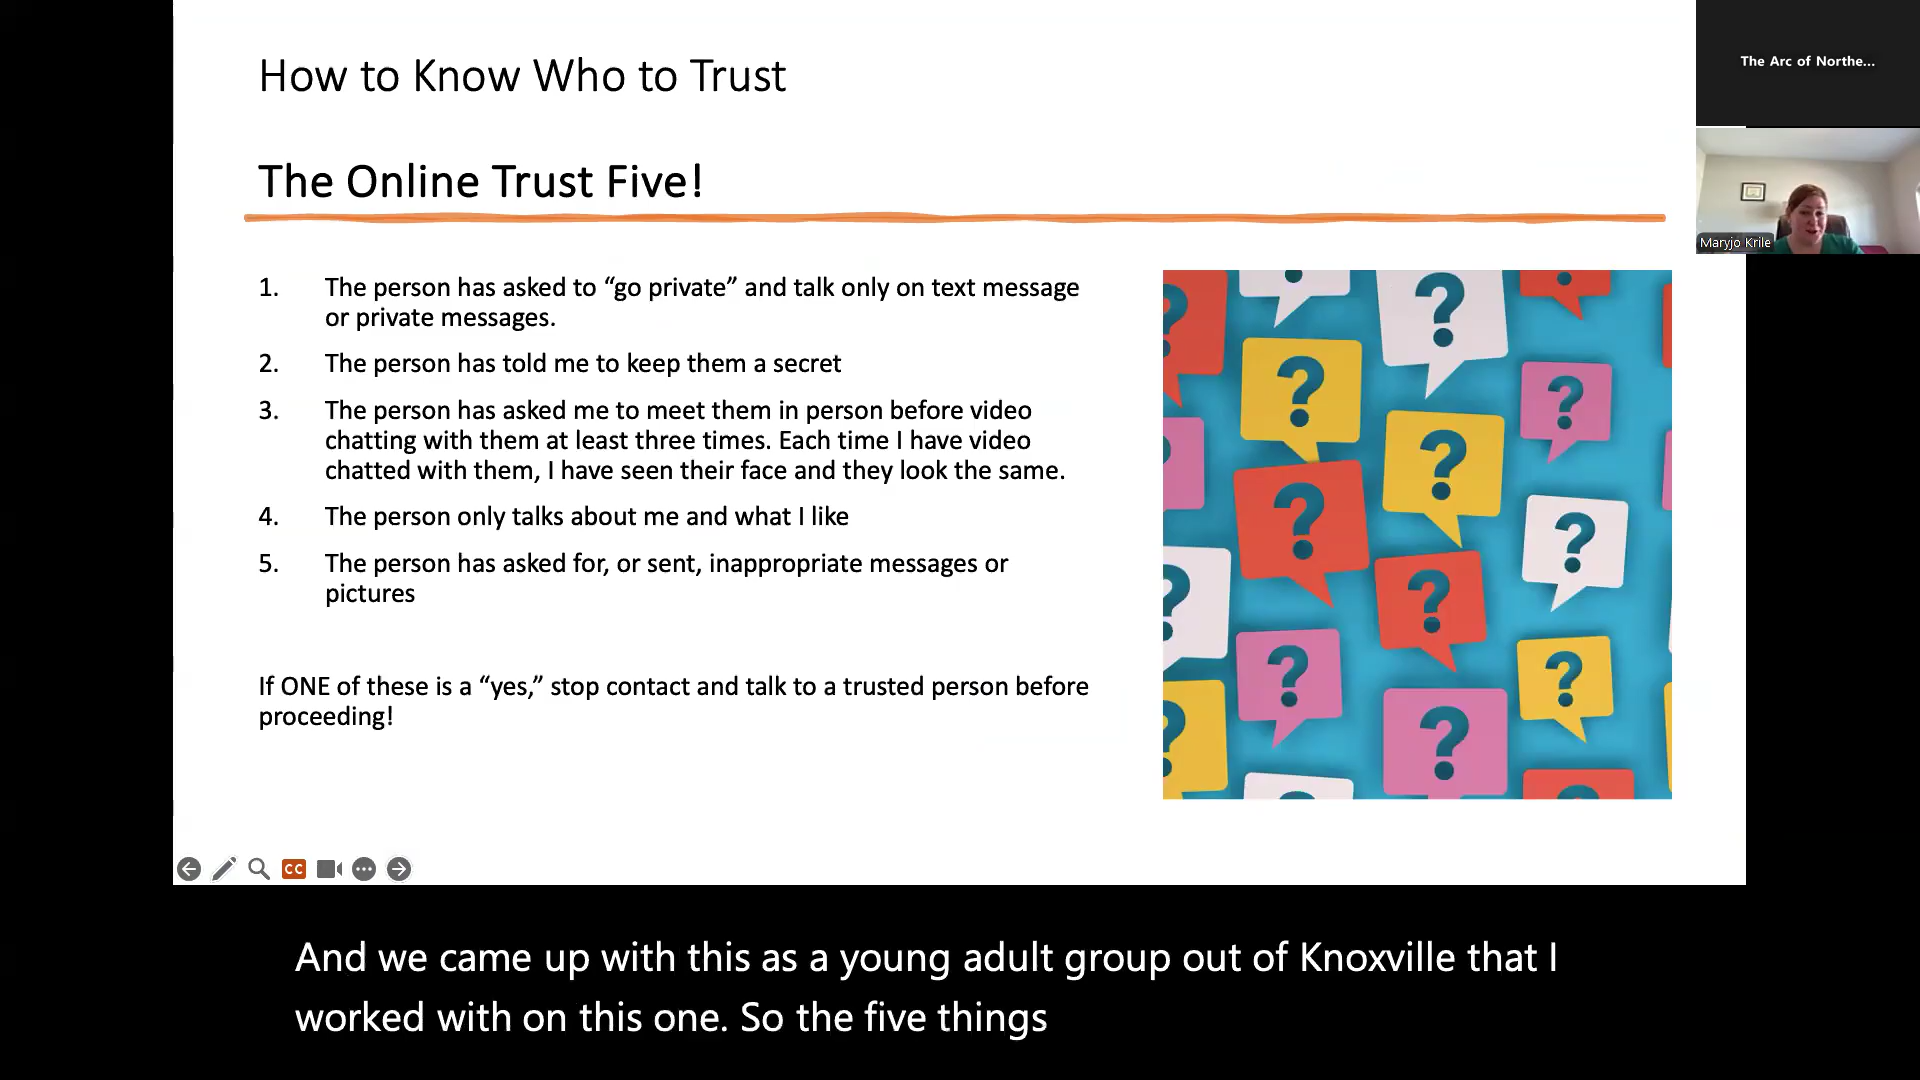 How to Know Who to Trust
The Online Trust Five!
1. The person has asked to “go private” and talk only on text message
or private messages.
2. The person has told me to keep them a secret
3. The person has asked me to meet them in person before video
chatting with them at least three times. Each time I have video
chatted with them, I have seen their face and they look the same.
4. The person only talks about me and what I like
5. The person has asked for, or sent, inappropriate messages or
pictures
If ONE of these is a “yes,” stop contact and talk to a trusted person before
proceeding!
The Arc of Northe...
Maryjo Krile
? ? ? ? ? ? ? ? ? ? ? ?
CC
And we came up with this as a young adult group out of Knoxville that I
worked with on this one. So the five things